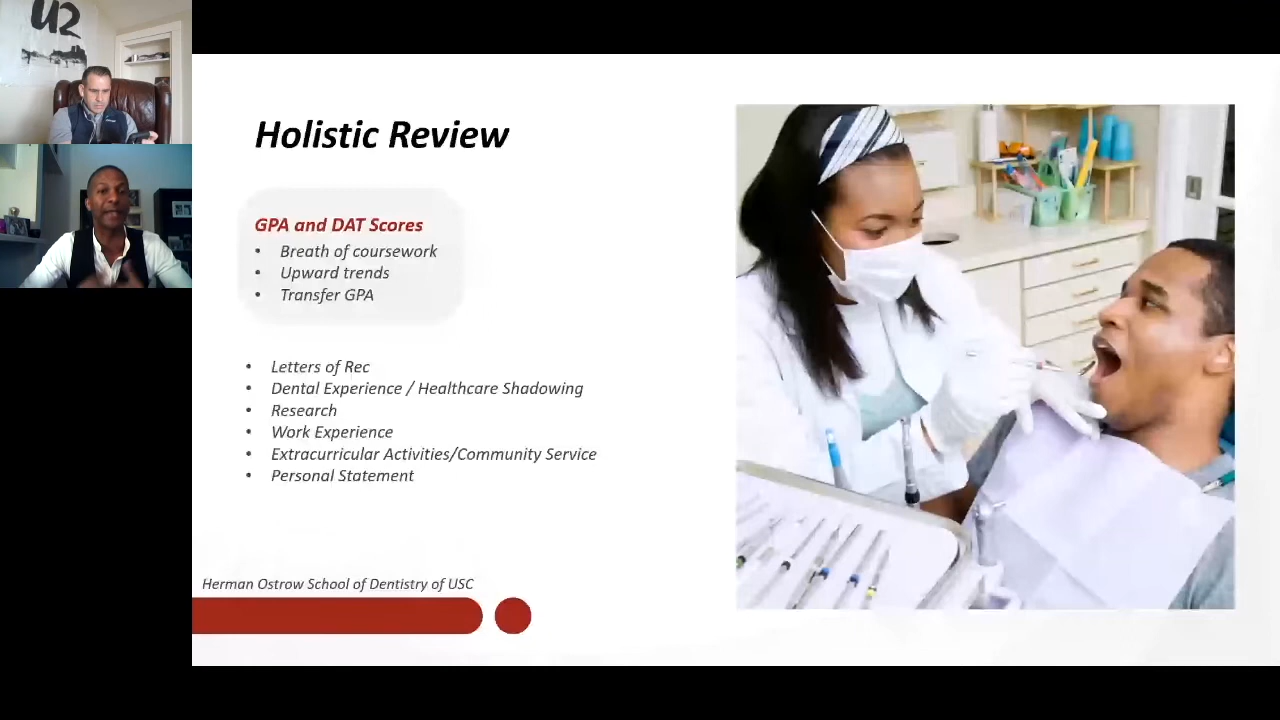 U2
Holistic Review
GPA and DAT Scores
• Breath of coursework
• Upward trends
• Transfer GPA
• Letters of Rec
• Dental Experience / Healthcare Shadowing
• Research
• Work Experience
• Extracurricular Activities/Community Service
• Personal Statement
Herman Ostrow School of Dentistry of USC